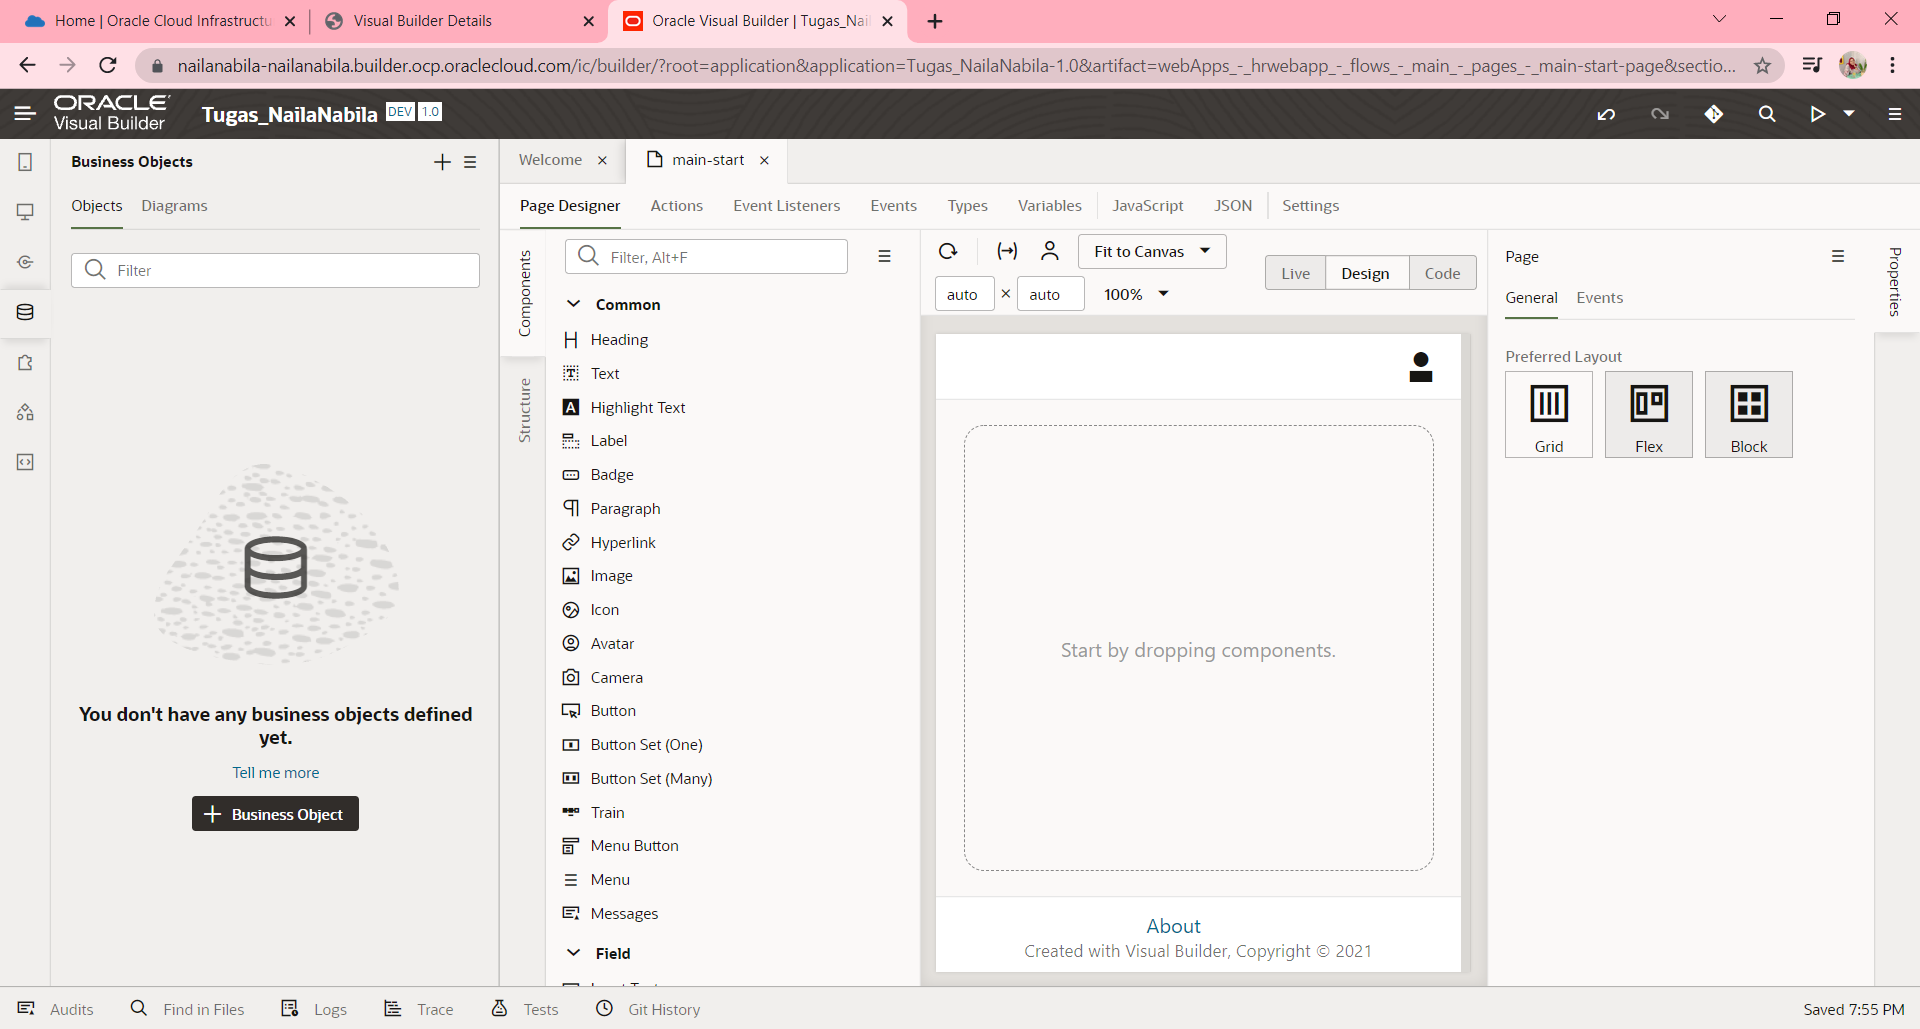 Home | Oracle Cloud Infrastructu
Visual Builder Details
Oracle Visual Builder | Tugas_Nail
nailanabila-nailanabila.builder.ocp.oraclecloud.com/ic/builder/?root=application&application=Tugas_NailaNabila-1.0&artifact=webApps_-_hrwebapp_-_flows_-_main_-_pages_-_main-start-page&sectio...
ORACLE
Visual Builder
Tugas_NailaNabila DEV 1.0
Business Objects
Objects Diagrams
Filter
You don't have any business objects defined
yet.
Tell me more
Business Object
Welcome
main-start
Page Designer Actions Event Listeners Events Types Variables JavaScript JSON Settings
Components
Structure
Filter, Alt+F
Common
Heading
Text
Highlight Text
Label
Badge
Paragraph
Hyperlink
Image
Icon
Avatar
Camera
Button
Button Set (One)
Button Set (Many)
Train
Menu Button
Menu
Messages
Field
Fit to Canvas
auto × auto 100%
Live Design Code
Start by dropping components.
About
Created with Visual Builder, Copyright © 2021
Page
General Events
Preferred Layout
Grid Flex Block
Properties
Audits Find in Files Logs Trace Tests Git History
Saved 7:55 PM